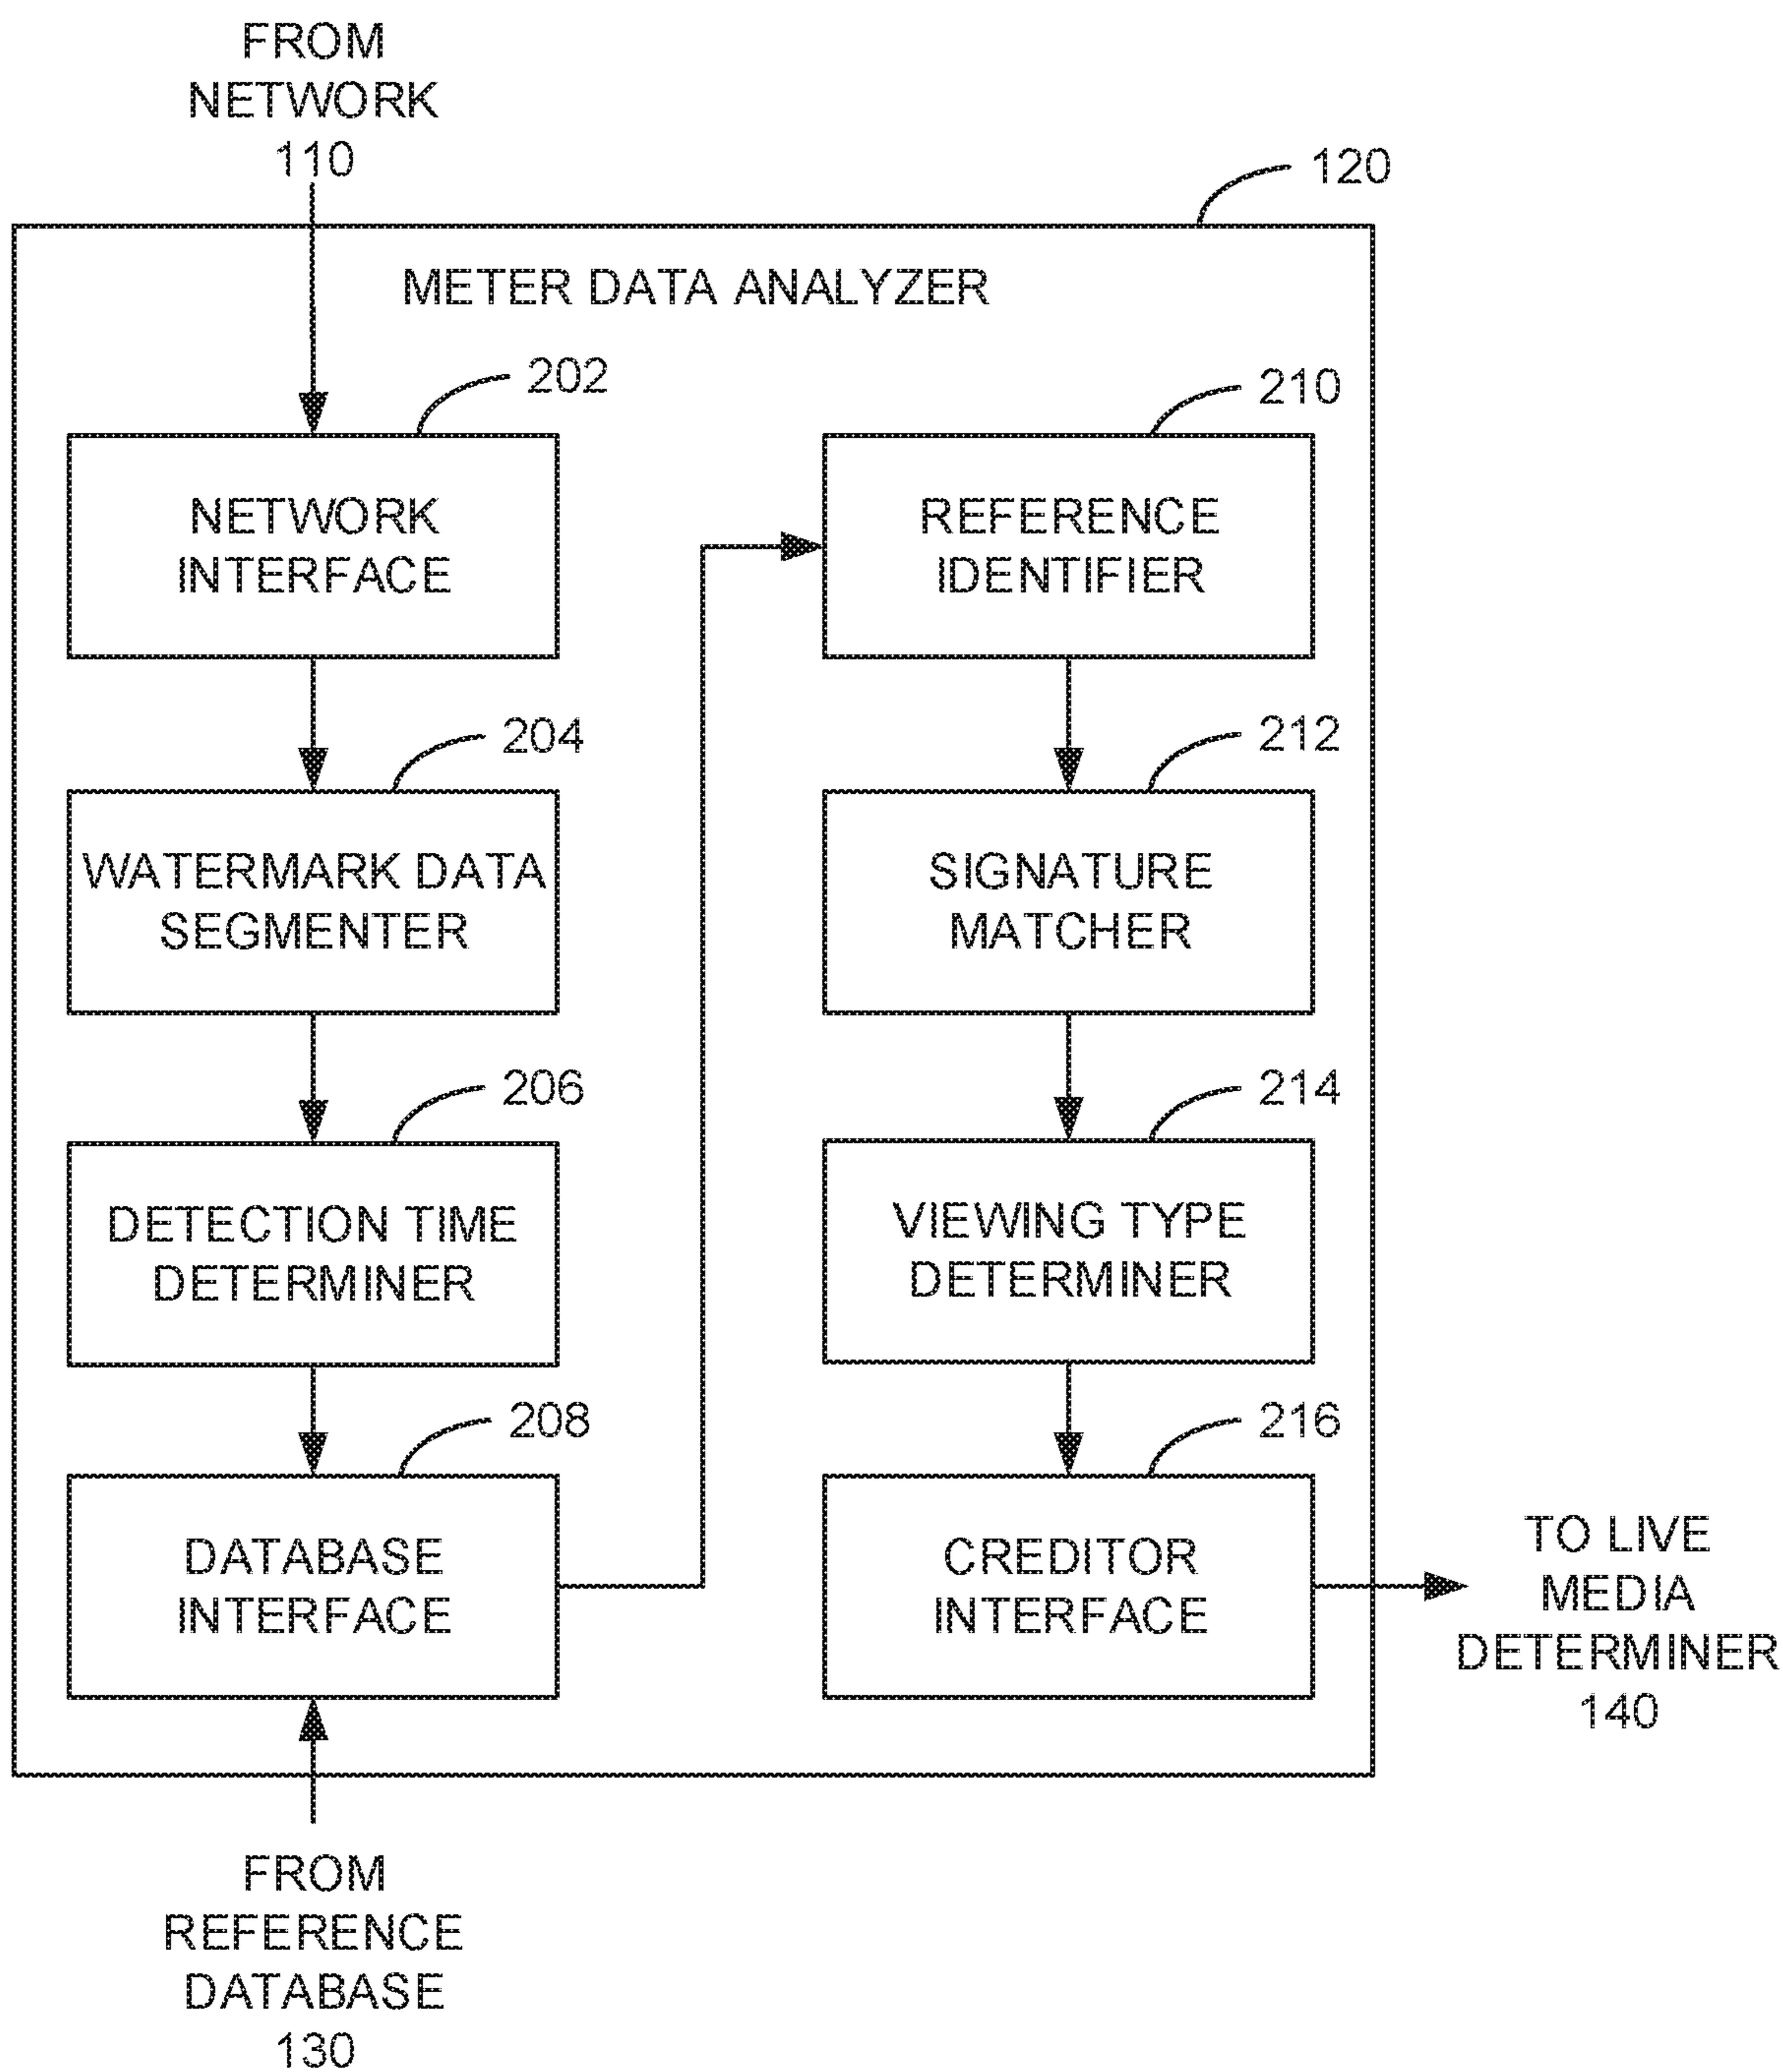 FROM
NETWORK
110
120
METER DATA ANALYZER
202
NETWORK
INTERFACE
204
WATERMARK DATA
SEGMENTER
206
DETECTION TIME
DETERMINER
208
DATABASE
INTERFACE
210
REFERENCE
IDENTIFIER
212
SIGNATURE
MATCHER
214
VIEWING TYPE
DETERMINER
216
CREDITOR
INTERFACE
TO LIVE
MEDIA
DETERMINER
140
FROM
REFERENCE
DATABASE
130